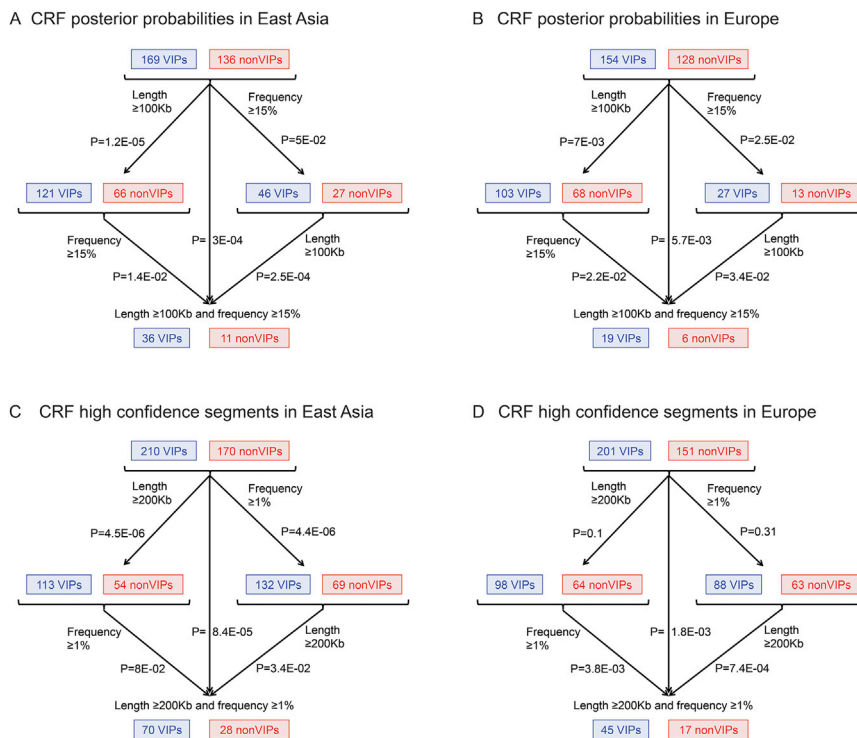 A CRF posterior probabilities in East Asia
169 VIPs 136 nonVIPs
Length
≥100Kb
Frequency
≥15%
P=1.2E-05
P=5E-02
121 VIPs 66 nonVIPs
46 VIPs 27 nonVIPs
Frequency
≥15%
P= 3E-04
Length
≥100Kb
P=1.4E-02
P=2.5E-04
Length ≥100Kb and frequency ≥15%
36 VIPs 11 nonVIPs
B CRF posterior probabilities in Europe
154 VIPs 128 nonVIPs
Length
≥100Kb
Frequency
≥15%
P=7E-03
P=2.5E-02
103 VIPs 68 nonVIPs
27 VIPs 13 nonVIPs
Frequency
≥15%
P= 5.7E-03
Length
≥100Kb
P=2.2E-02
P=3.4E-02
Length ≥100Kb and frequency ≥15%
19 VIPs 6 nonVIPs
C CRF high confidence segments in East Asia
210 VIPs 170 nonVIPs
Length
≥200Kb
Frequency
≥1%
P=4.5E-06
P=4.4E-06
113 VIPs 54 nonVIPs
132 VIPs 69 nonVIPs
Frequency
≥1%
P= 8.4E-05
Length
≥200Kb
P=8E-02
P=3.4E-02
Length ≥200Kb and frequency ≥1%
70 VIPs 28 nonVIPs
D CRF high confidence segments in Europe
201 VIPs 151 nonVIPs
Length
≥200Kb
Frequency
≥1%
P=0.1
P=0.31
98 VIPs 64 nonVIPs
88 VIPs 63 nonVIPs
Frequency
≥1%
P= 1.8E-03
Length
≥200Kb
P=3.8E-03
P=7.4E-04
Length ≥200Kb and frequency ≥1%
45 VIPs 17 nonVIPs